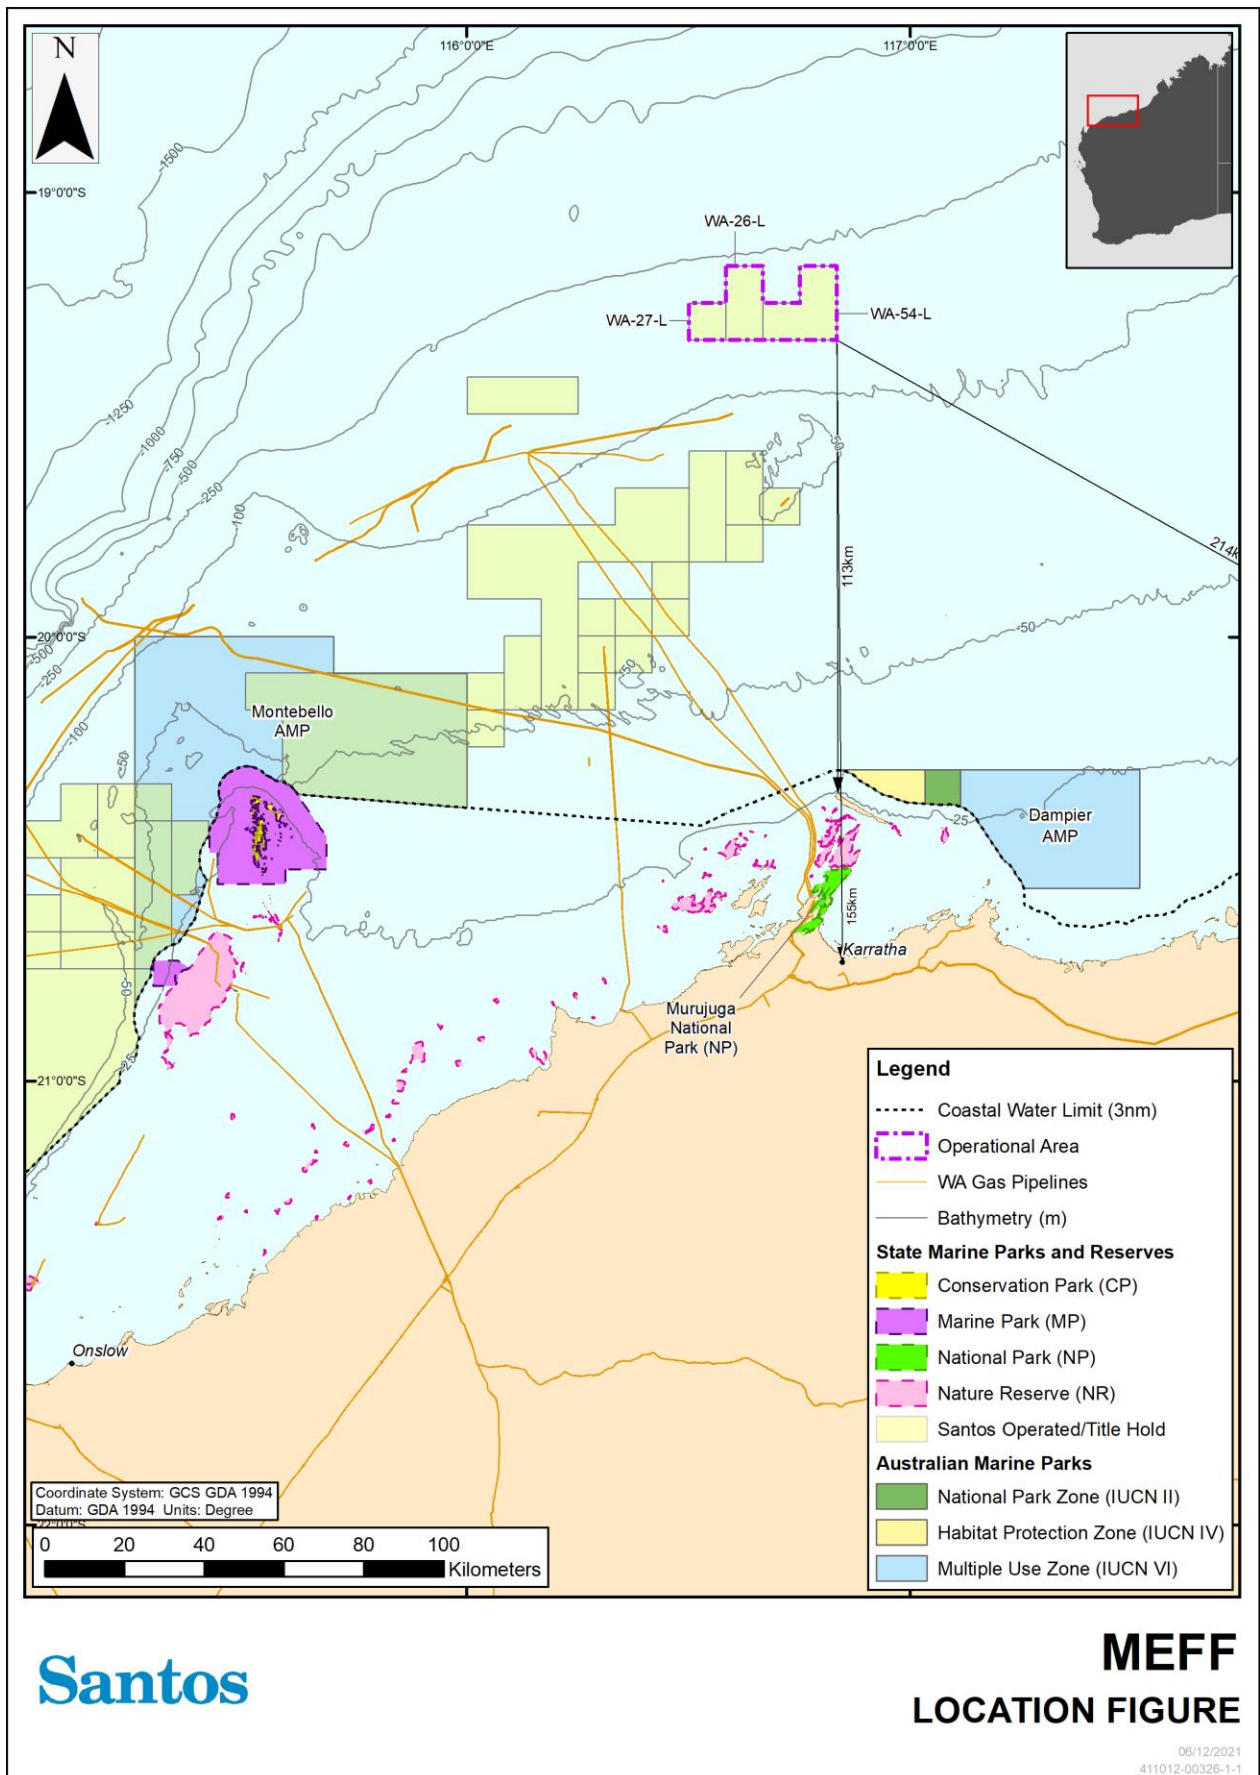 N
116°0'0"E
117°0'0"E
-1500
19°0'0"S
WA-26-L
WA-27-L
WA-54-L
-1250
-1000
-750
-500
-250
-100
-50
113km
214k
20°0'0"S
-500
-250
-100
-50
-50
-50
Montebello
AMP
Dampier
AMP
-25
155km
Karratha
Murujuga
National
Park (NP)
-50
-25
21°0'0"S
Onslow
Legend
Coastal Water Limit (3nm)
Operational Area
WA Gas Pipelines
Bathymetry (m)
State Marine Parks and Reserves
Conservation Park (CP)
Marine Park (MP)
National Park (NP)
Nature Reserve (NR)
Santos Operated/Title Hold
Australian Marine Parks
National Park Zone (IUCN II)
Habitat Protection Zone (IUCN IV)
Multiple Use Zone (IUCN VI)
Coordinate System: GCS GDA 1994
Datum: GDA 1994 Units: Degree
0 20 40 60 80 100
Kilometers
Santos
MEFF
LOCATION FIGURE
06/12/2021
411012-00326-1-1